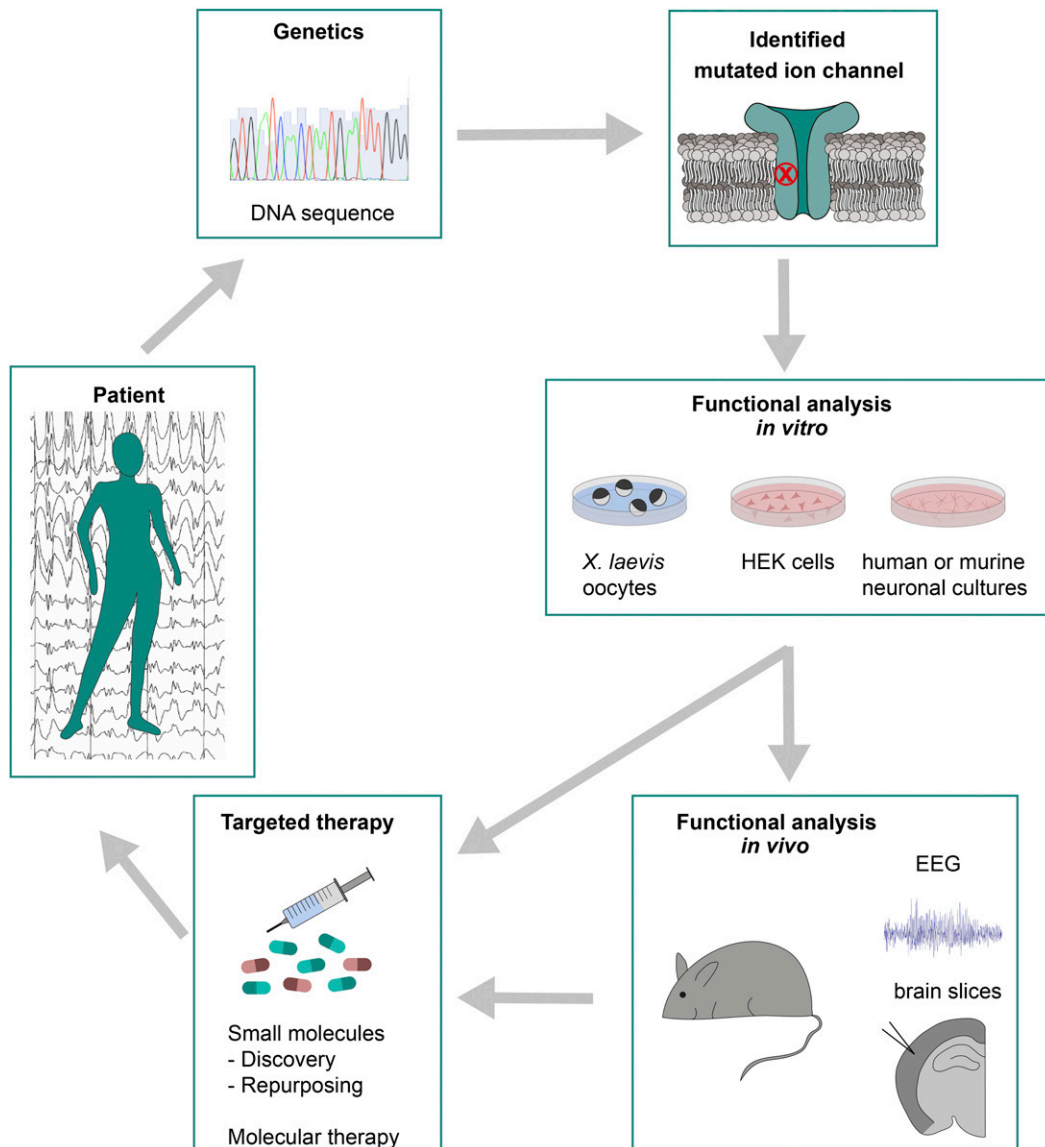 Genetics
DNA sequence
Identified
mutated ion channel
X
Patient
Functional analysis
in vitro
X. laevis
oocytes
HEK cells
human or murine
neuronal cultures
Targeted therapy
Small molecules
- Discovery
- Repurposing
Molecular therapy
Functional analysis
in vivo
EEG
brain slices